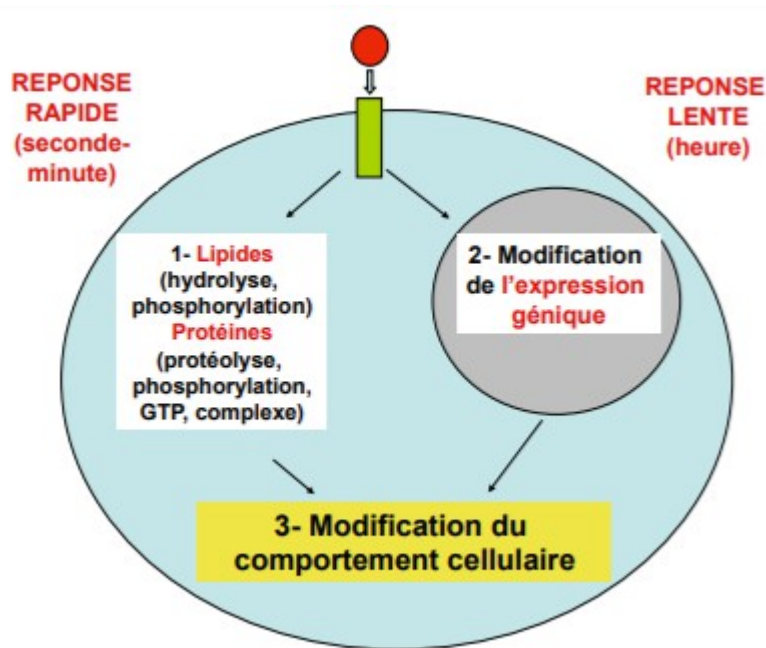 REPONSE
RAPIDE
(seconde-
minute)
REPONSE
LENTE
(heure)
1- Lipides
(hydrolyse,
phosphorylation)
Protéines
(protéolyse,
phosphorylation,
GTP, complexe)
2- Modification
de l’expression
génique
3- Modification du
comportement cellulaire